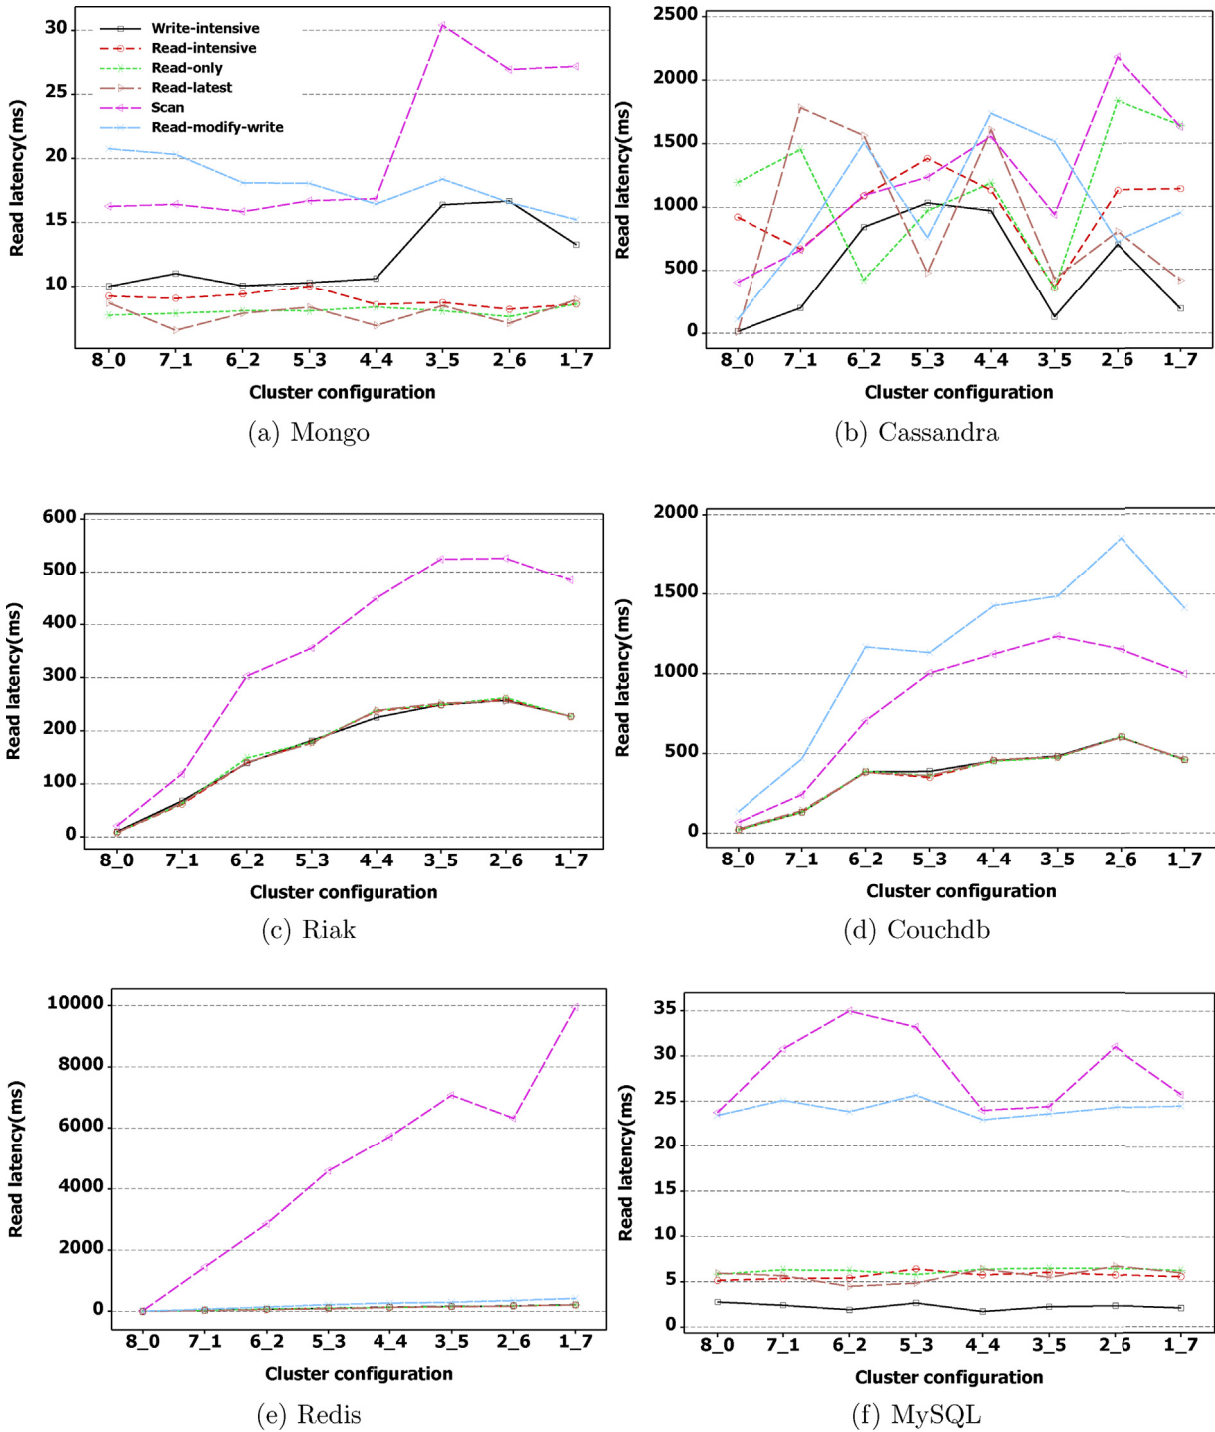 30
25
20
15
10
Read latency(ms)
Write-intensive
Read-intensive
Read-only
Read-latest
Scan
Read-modify-write
8_0 7_1 6_2 5_3 4_4 3_5 2_6 1_7
Cluster configuration
(a) Mongo
2500
2000
1500
1000
500
0
Read latency(ms)
8_0 7_1 6_2 5_3 4_4 3_5 2_6 1_7
Cluster configuration
(b) Cassandra
600
500
400
300
200
100
0
Read latency(ms)
8_0 7_1 6_2 5_3 4_4 3_5 2_6 1_7
Cluster configuration
(c) Riak
2000
1500
1000
500
0
Read latency(ms)
8_0 7_1 6_2 5_3 4_4 3_5 2_6 1_7
Cluster configuration
(d) Couchdb
10000
8000
6000
4000
2000
0
Read latency(ms)
8_0 7_1 6_2 5_3 4_4 3_5 2_6 1_7
Cluster configuration
(e) Redis
35
30
25
20
15
10
5
0
Read latency(ms)
8_0 7_1 6_2 5_3 4_4 3_5 2_6 1_7
Cluster configuration
(f) MySQL